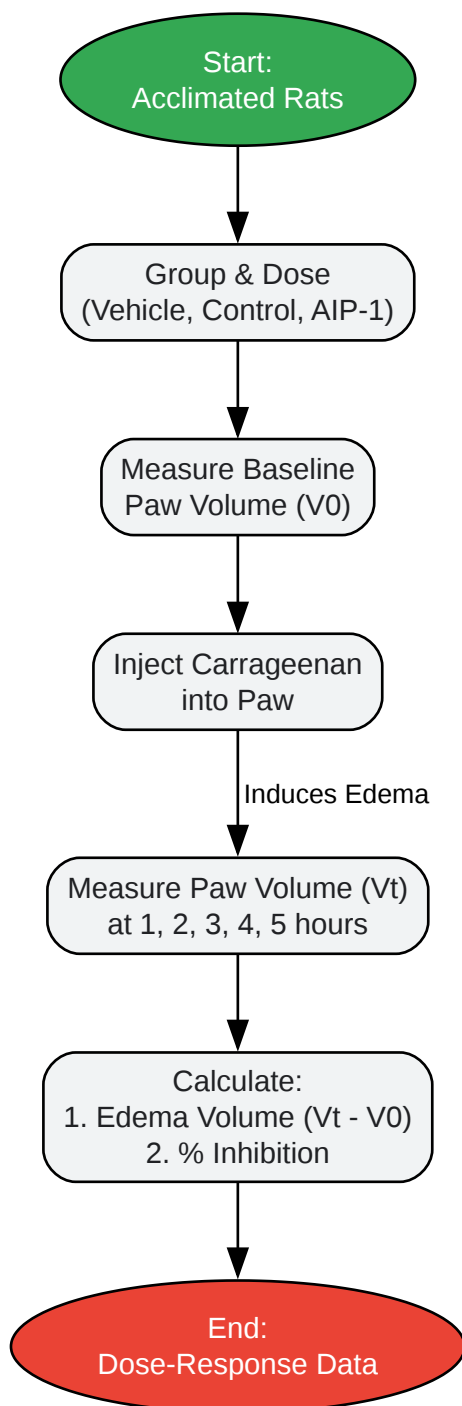 Start:
Acclimated Rats
Group & Dose
(Vehicle, Control, AIP-1)
Measure Baseline
Paw Volume (V0)
Inject Carrageenan
into Paw
Induces Edema
Measure Paw Volume (Vt)
at 1, 2, 3, 4, 5 hours
Calculate:
1. Edema Volume (Vt - V0)
2. % Inhibition
End:
Dose-Response Data